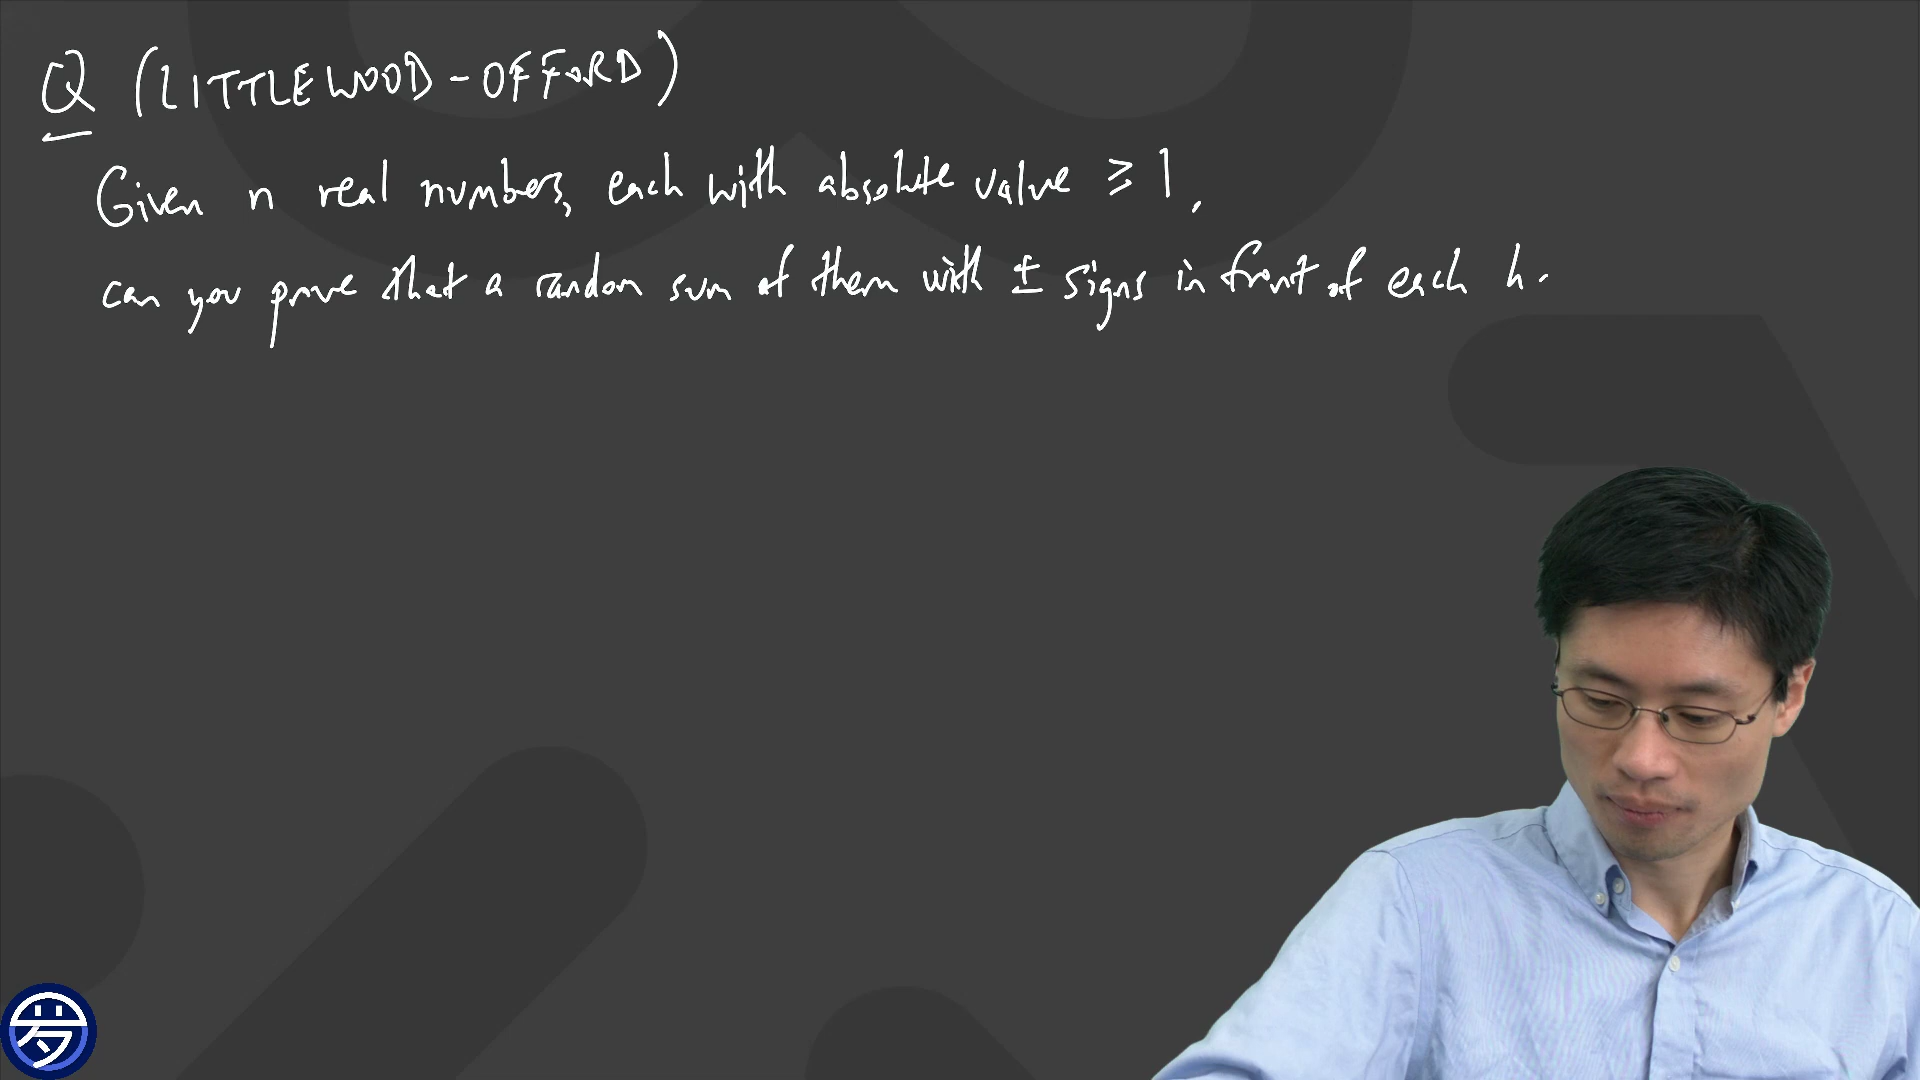 Q (LITTLEWOOD-OFFORD)
Given n real numbers, each with absolute value ≥ 1,
can you prove that a random sum of them with ± signs in front of each h.